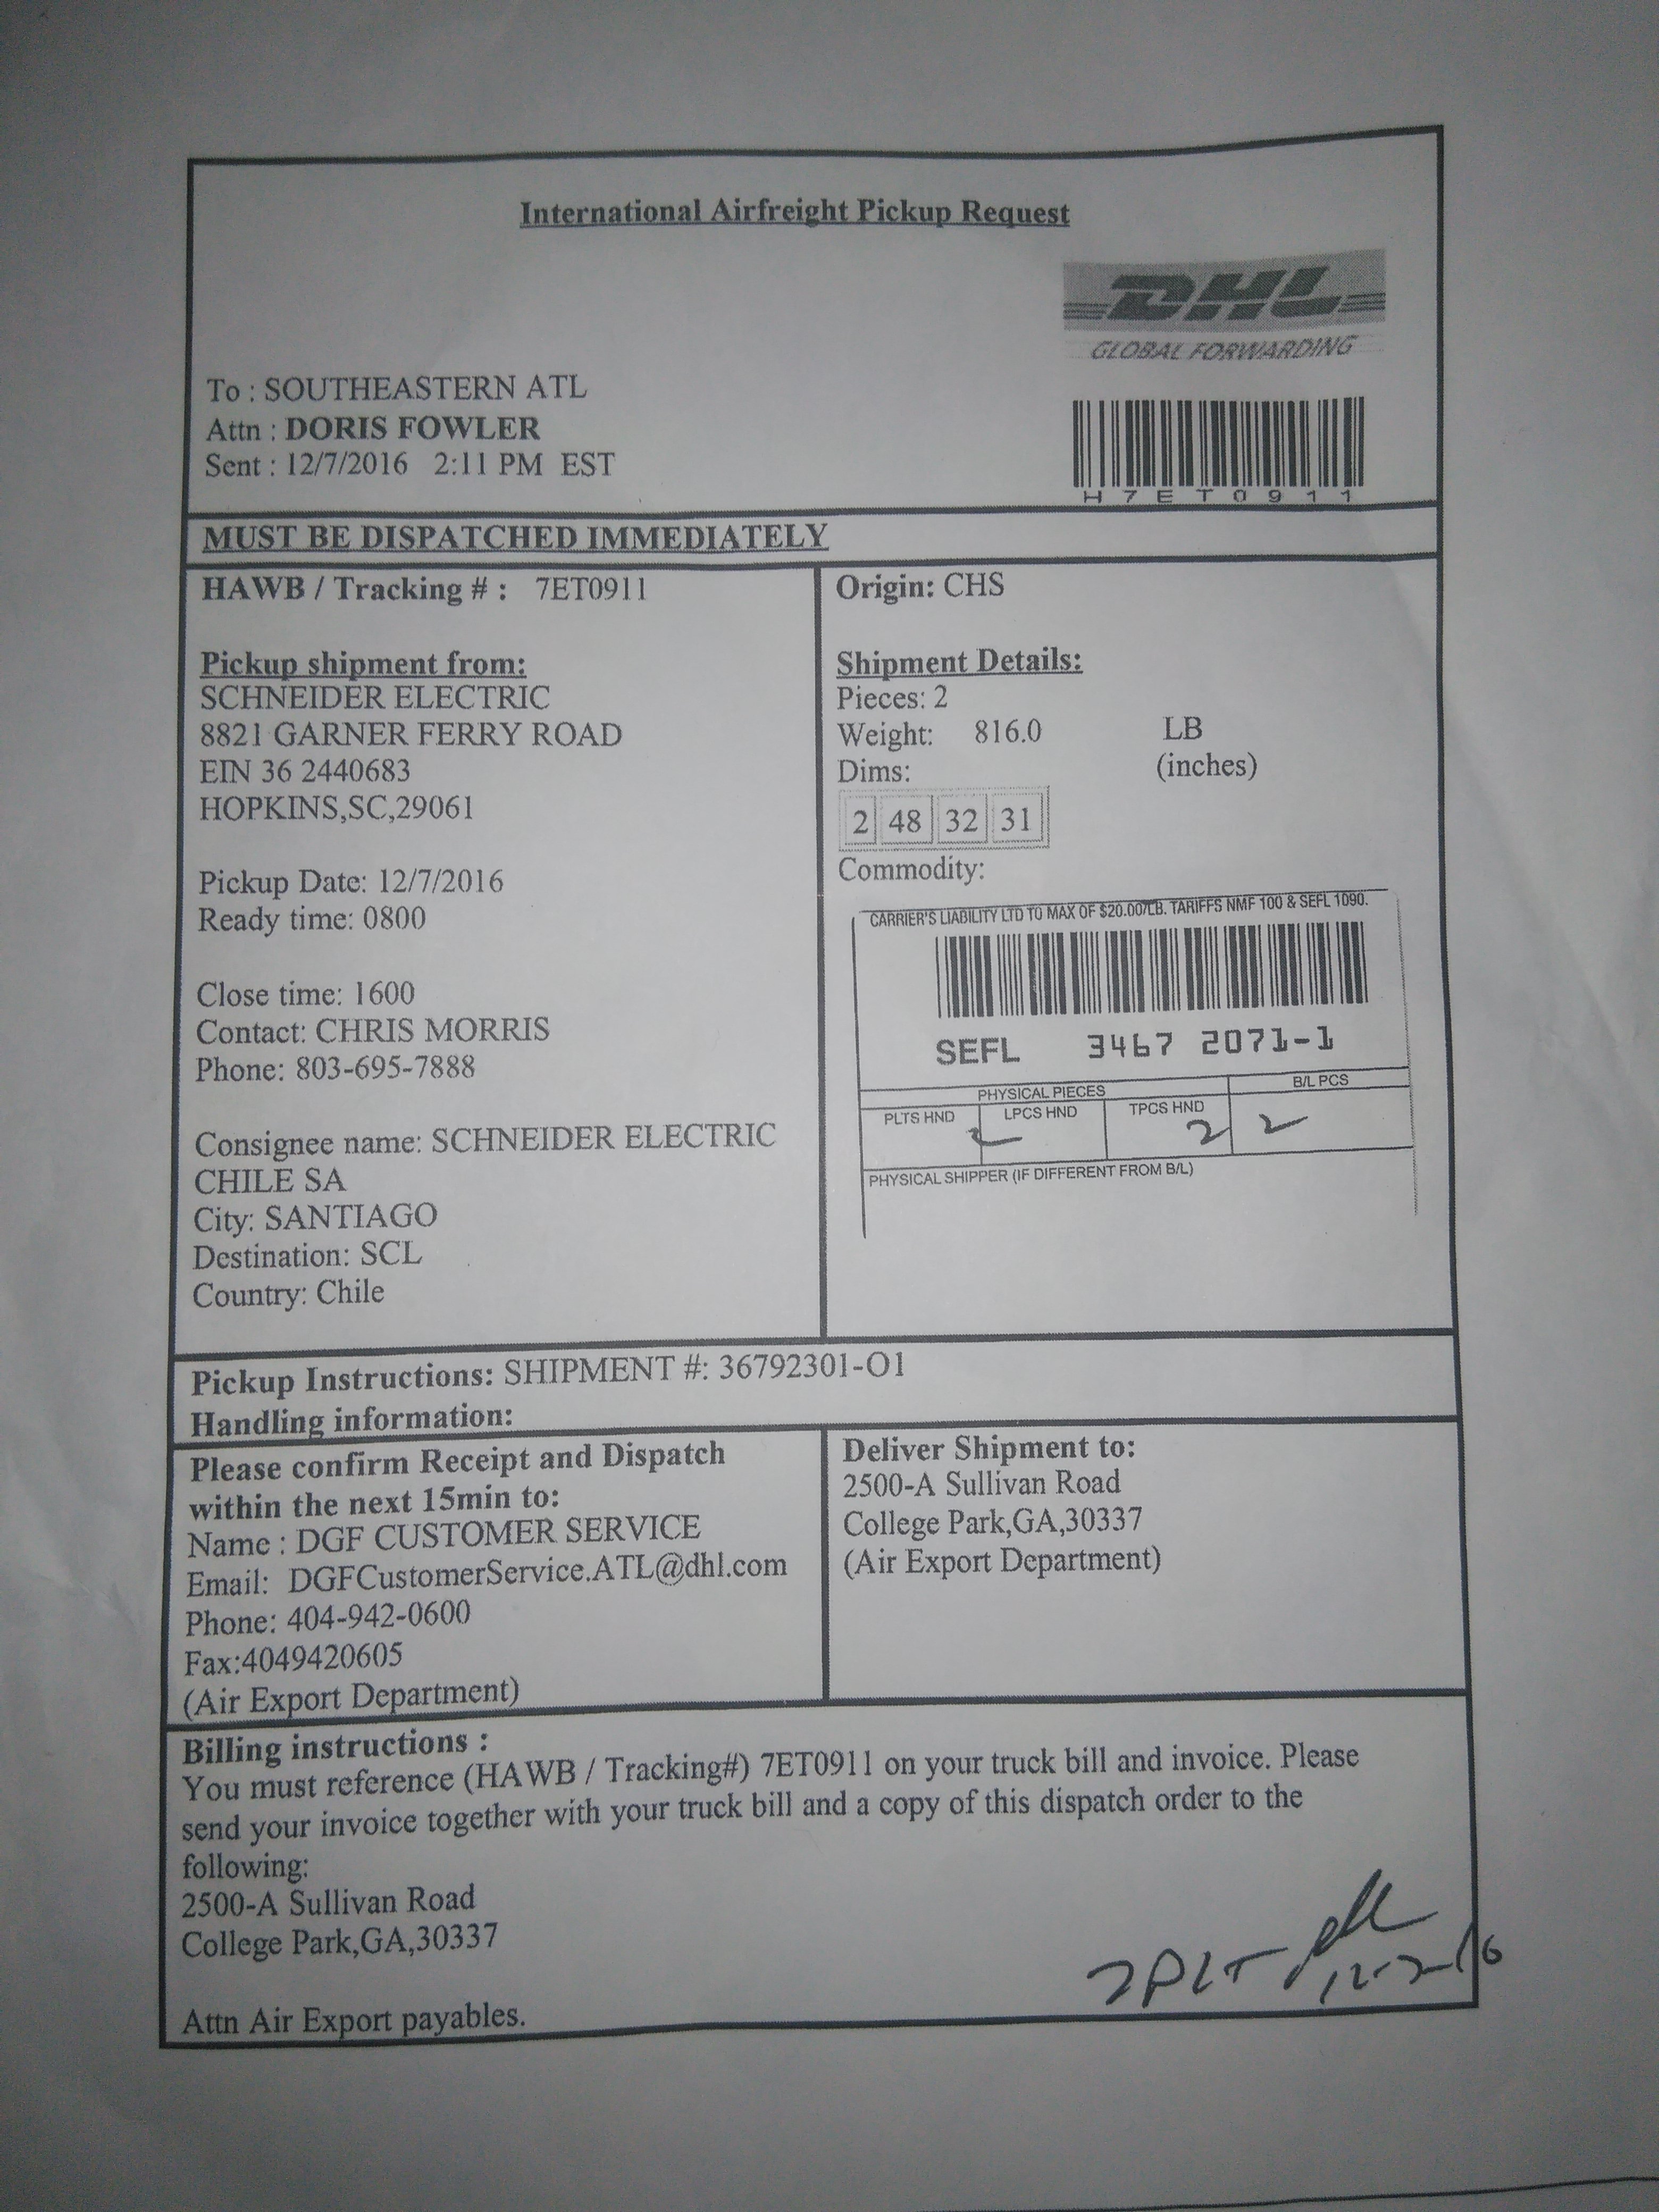 International Airfreight Pickup Request
DHL
GLOBAL FORWARDING
To : SOUTHEASTERN ATL
Attn : DORIS FOWLER
Sent : 12/7/2016 2:11 PM EST
H7ET0911
MUST BE DISPATCHED IMMEDIATELY
HAWB / Tracking # : 7ET0911
Pickup shipment from:
SCHNEIDER ELECTRIC
8821 GARNER FERRY ROAD
EIN 36 2440683
HOPKINS,SC,29061
Pickup Date: 12/7/2016
Ready time: 0800
Close time: 1600
Contact: CHRIS MORRIS
Phone: 803-695-7888
Consignee name: SCHNEIDER ELECTRIC
CHILE SA
City: SANTIAGO
Destination: SCL
Country: Chile
Origin: CHS
Shipment Details:
Pieces: 2
Weight: 816.0 LB
Dims: (inches)
2 48 32 31
Commodity:
CARRIER'S LIABILITY LTD TO MAX OF $20.00/LB. TARIFFS NMF 100 & SEFL 1090.
SEFL 3467 2071-1
PHYSICAL PIECES B/L PCS
PLTS HND LPCS HND TPCS HND
2 2 2
PHYSICAL SHIPPER (IF DIFFERENT FROM B/L)
Pickup Instructions: SHIPMENT #: 36792301-O1
Handling information:
Please confirm Receipt and Dispatch
within the next 15min to:
Name : DGF CUSTOMER SERVICE
Email: DGFCustomerService.ATL@dhl.com
Phone: 404-942-0600
Fax:4049420605
(Air Export Department)
Deliver Shipment to:
2500-A Sullivan Road
College Park,GA,30337
(Air Export Department)
Billing instructions :
You must reference (HAWB / Tracking#) 7ET0911 on your truck bill and invoice. Please
send your invoice together with your truck bill and a copy of this dispatch order to the
following:
2500-A Sullivan Road
College Park,GA,30337
Attn Air Export payables.
2PLT
12-7-16